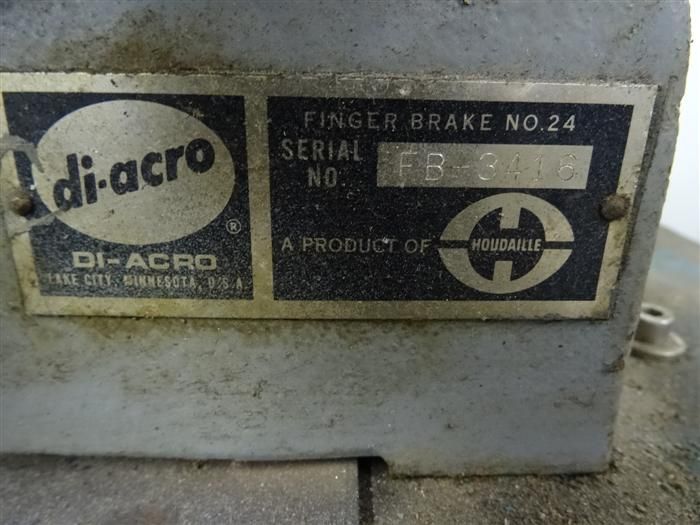 di-acro
®
DI-ACRO
LAKE CITY, MINNESOTA, U.S.A.
FINGER BRAKE NO.24
SERIAL
NO. FB-3416
A PRODUCT OF HOUDAILLE